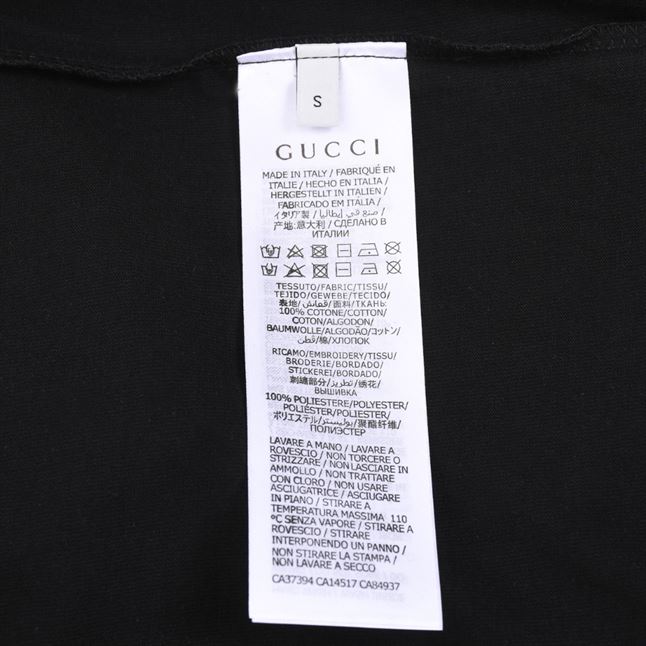 S
GUCCI
MADE IN ITALY / FABRIQUÉ EN
ITALIE / HECHO EN ITALIA /
HERGESTELLT IN ITALIEN /
FABRICADO EM ITÁLIA /
イタリア製 / صنع في إيطاليا /
产地:意大利 / СДЕЛАНО В
ИТАЛИИ
TESSUTO/FABRIC/TISSU/
TEJIDO/GEWEBE/TECIDO/
表地/قماش/面料/ТКАНЬ:
100% COTONE/COTTON/
COTON/ALGODON/
BAUMWOLLE/ALGODÃO/コットン/
قطن/棉/ХЛОПОК
RICAMO/EMBROIDERY/TISSU/
BRODERIE/BORDADO/
STICKEREI/BORDADO/
刺繍部分/تطريز/绣花/
ВЫШИВКА
100% POLIESTERE/POLYESTER/
POLIÉSTER/POLYESTER/
ポリエステル/بوليستر/聚酯纤维/
ПОЛИЭСТЕР
LAVARE A MANO / LAVARE A
ROVESCIO / NON TORCERE O
STRIZZARE / NON LASCIARE IN
AMMOLLO / NON TRATTARE
CON CLORO / NON USARE
ASCIUGATRICE / ASCIUGARE
IN PIANO / STIRARE A
TEMPERATURA MASSIMA 110
°C SENZA VAPORE / STIRARE A
ROVESCIO / STIRARE
INTERPONENDO UN PANNO /
NON STIRARE LA STAMPA /
NON LAVARE A SECCO
CA37394 CA14517 CA84937